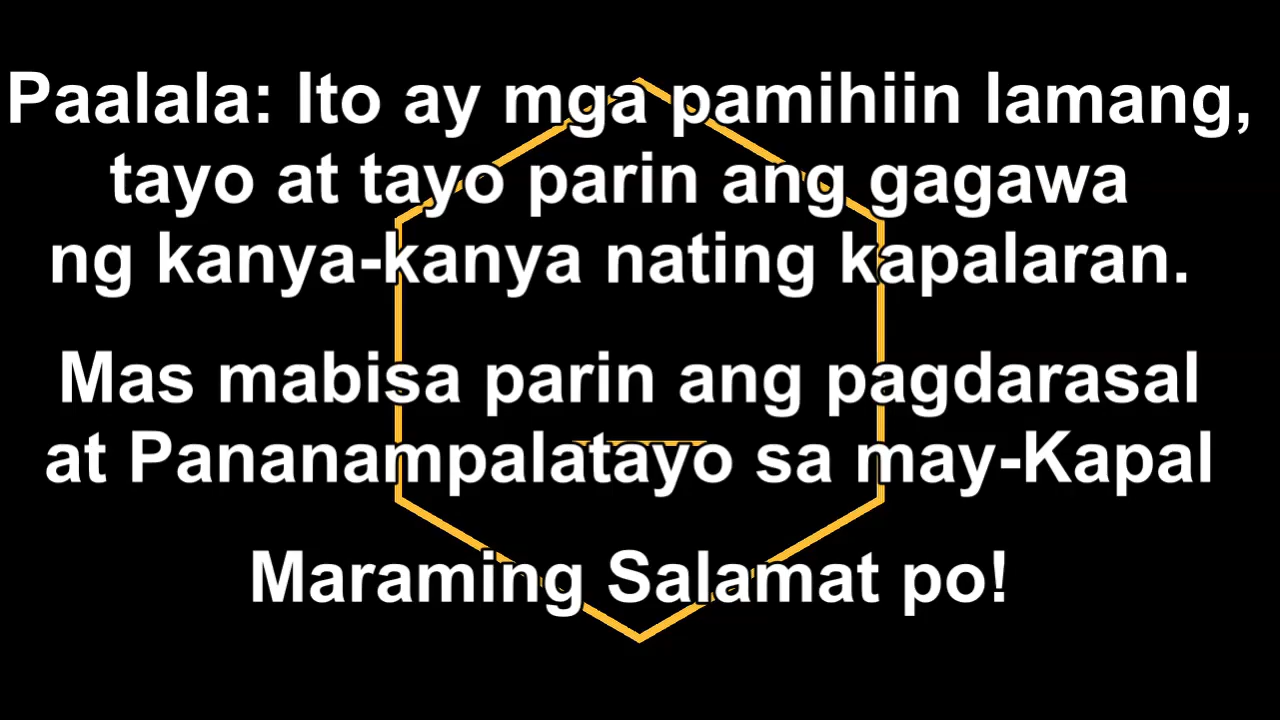 Paalala: Ito ay mga pamihiin lamang,
tayo at tayo parin ang gagawa
ng kanya-kanya nating kapalaran.
Mas mabisa parin ang pagdarasal
at Pananampalatayo sa may-Kapal
Maraming Salamat po!